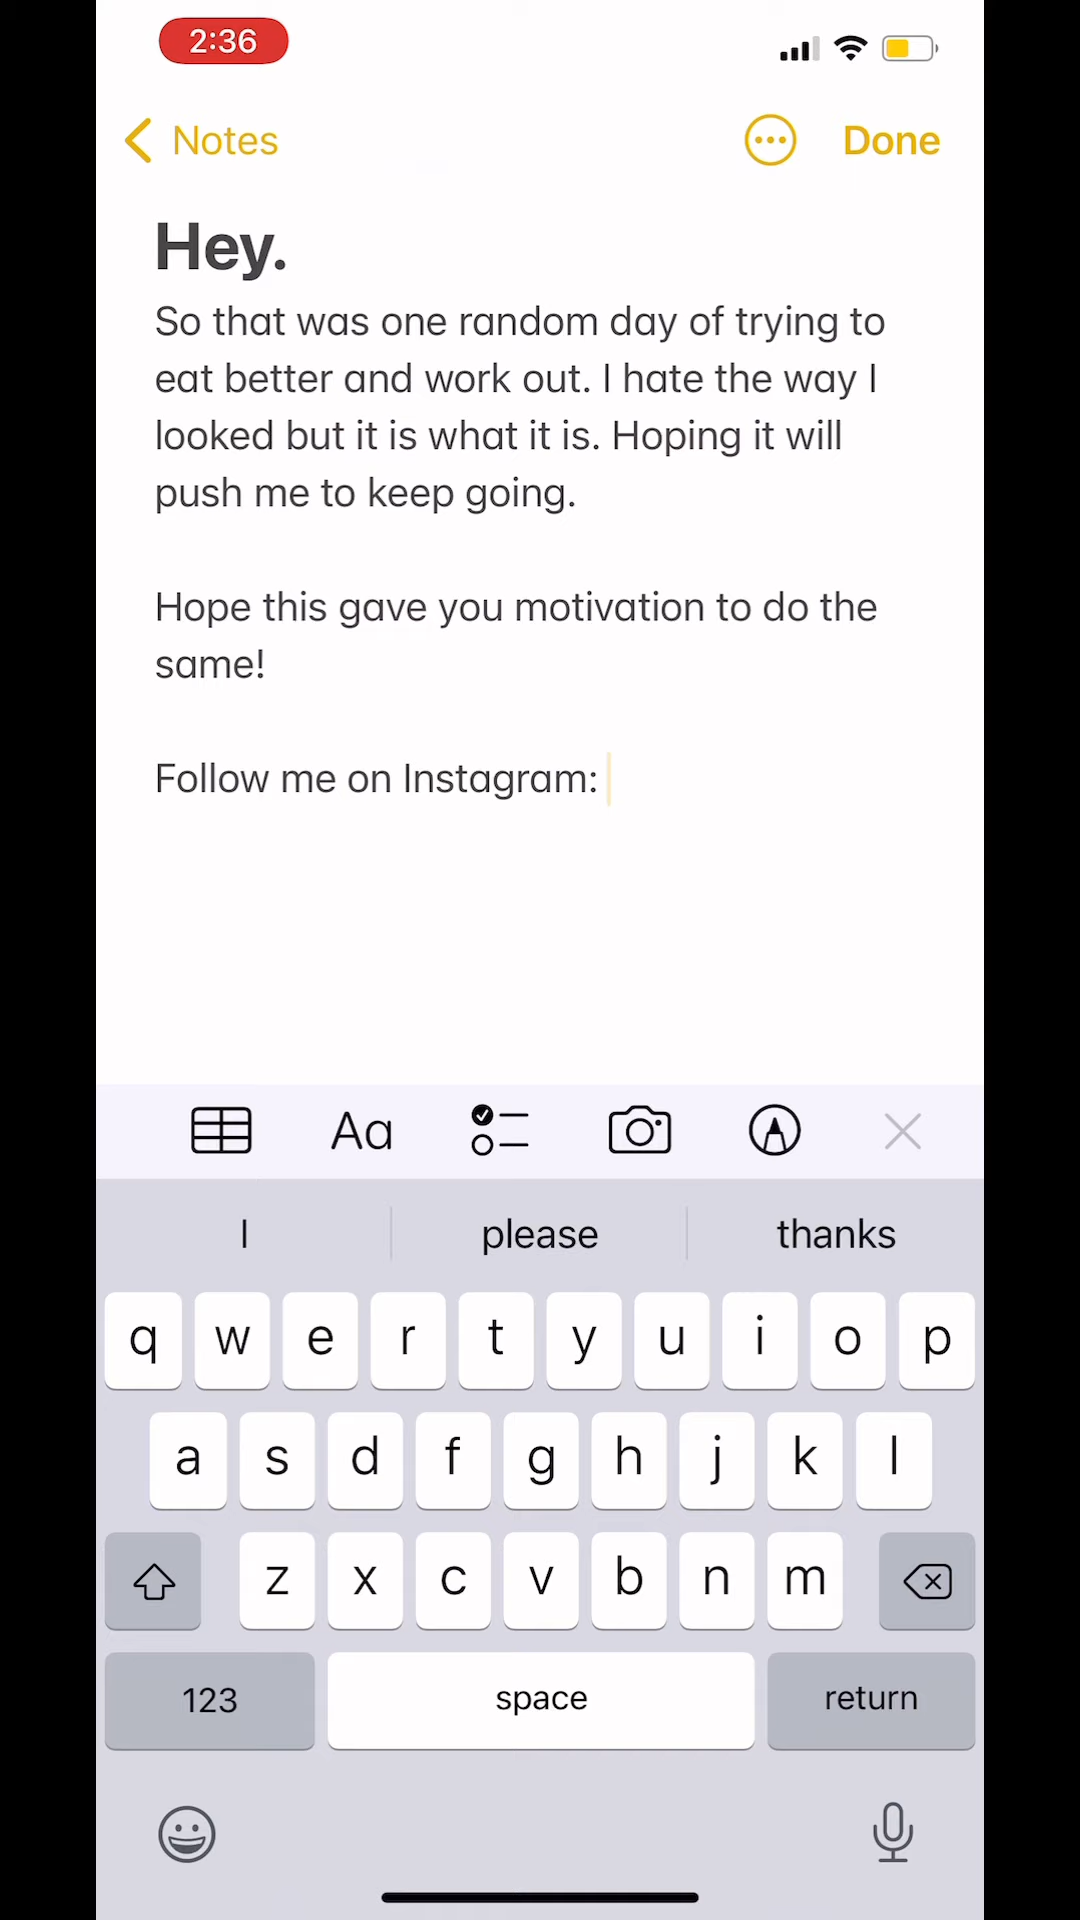 2:36
Notes
Done
Hey.
So that was one random day of trying to
eat better and work out. I hate the way I
looked but it is what it is. Hoping it will
push me to keep going.
Hope this gave you motivation to do the
same!
Follow me on Instagram:
Aa
I please thanks
q w e r t y u i o p
a s d f g h j k l
z x c v b n m
123 space return